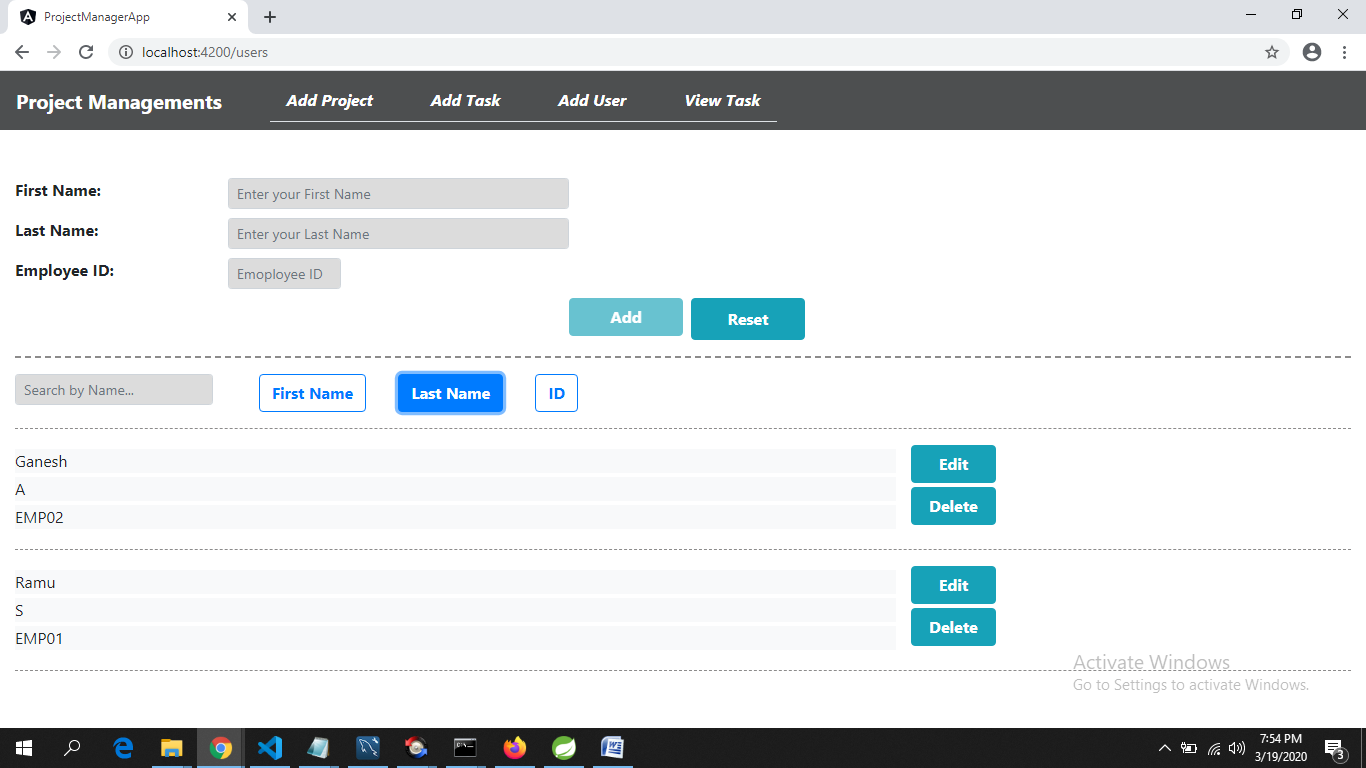 ProjectManagerApp
localhost:4200/users
Project Managements Add Project Add Task Add User View Task
First Name: Enter your First Name
Last Name: Enter your Last Name
Employee ID: Emoployee ID
Add Reset
Search by Name... First Name Last Name ID
Ganesh Edit
A
EMP02 Delete
Ramu Edit
S
EMP01 Delete
Activate Windows
Go to Settings to activate Windows.
7:54 PM
3/19/2020
3